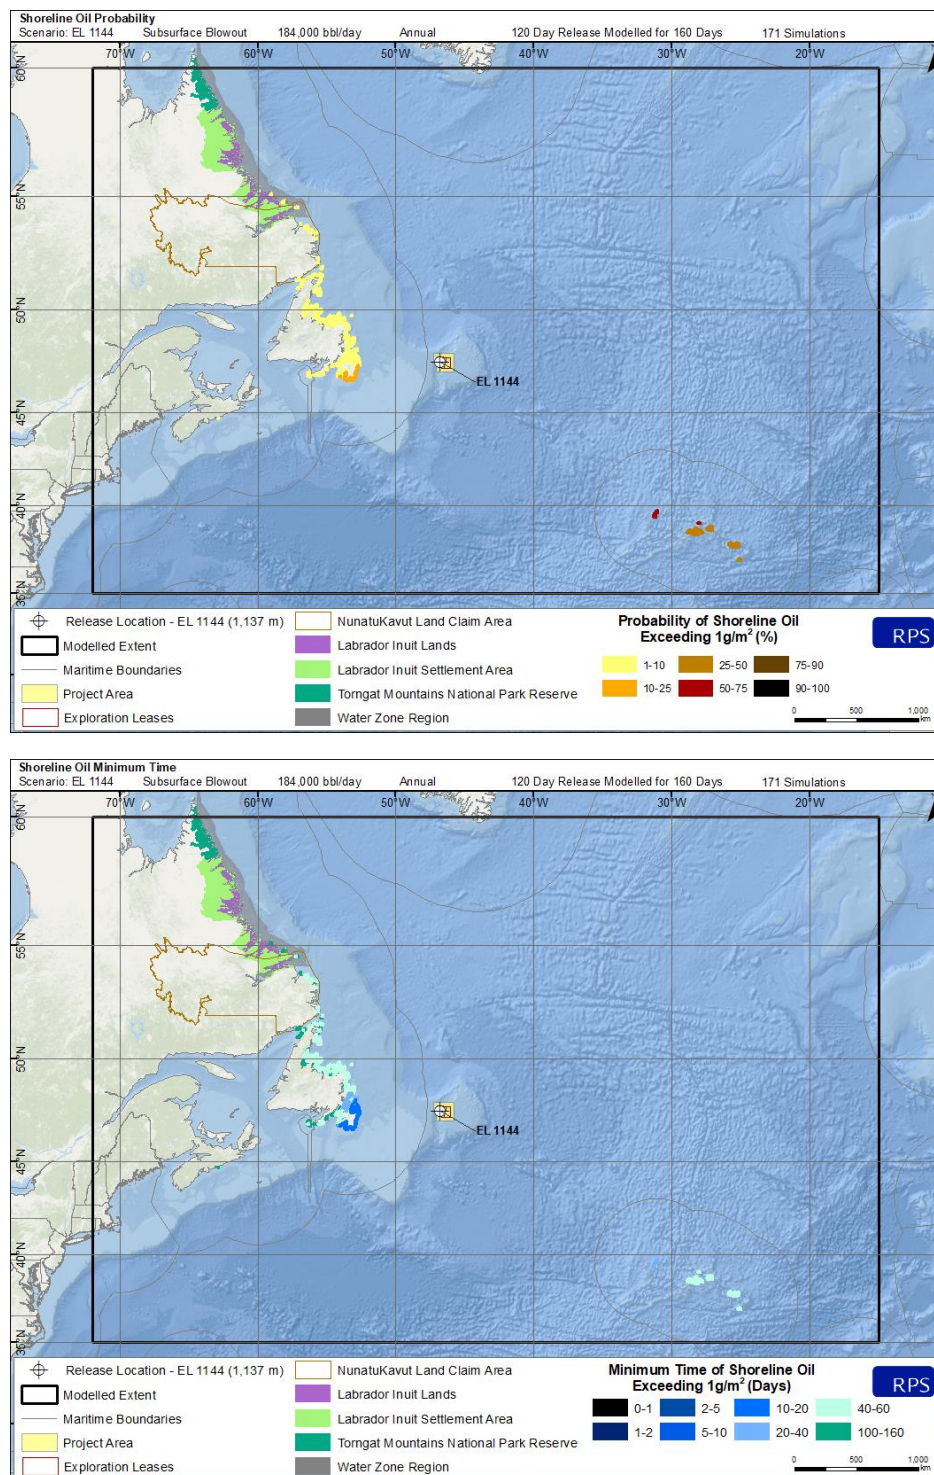 Shoreline Oil Probability
Scenario: EL 1144 Subsurface Blowout 184,000 bbl/day Annual 120 Day Release Modelled for 160 Days 171 Simulations
70°W 60°W 50°W 40°W 30°W 20°W
60°N
55°N
50°N
45°N
40°N
35°N
EL 1144
Release Location - EL 1144 (1,137 m)
Modelled Extent
Maritime Boundaries
Project Area
Exploration Leases
NunatuKavut Land Claim Area
Labrador Inuit Lands
Labrador Inuit Settlement Area
Torngat Mountains National Park Reserve
Water Zone Region
Probability of Shoreline Oil
Exceeding 1g/m² (%)
1-10 25-50 75-90
10-25 50-75 90-100
RPS
0 500 1,000
km
Shoreline Oil Minimum Time
Scenario: EL 1144 Subsurface Blowout 184,000 bbl/day Annual 120 Day Release Modelled for 160 Days 171 Simulations
70°W 60°W 50°W 40°W 30°W 20°W
60°N
55°N
50°N
45°N
40°N
35°N
EL 1144
Release Location - EL 1144 (1,137 m)
Modelled Extent
Maritime Boundaries
Project Area
Exploration Leases
NunatuKavut Land Claim Area
Labrador Inuit Lands
Labrador Inuit Settlement Area
Torngat Mountains National Park Reserve
Water Zone Region
Minimum Time of Shoreline Oil
Exceeding 1g/m² (Days)
0-1 2-5 10-20 40-60
1-2 5-10 20-40 100-160
RPS
0 500 1,000
km